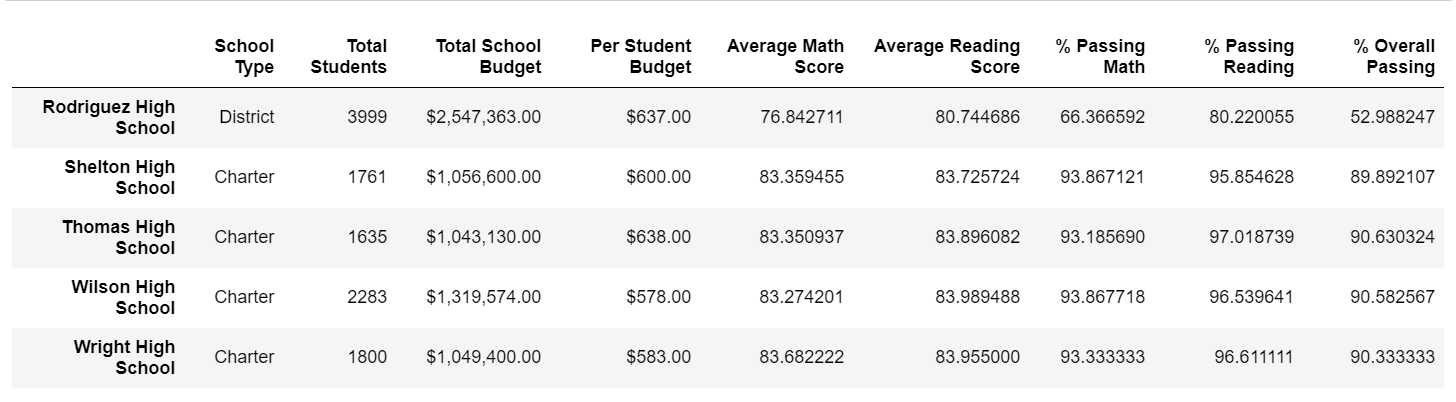 School Type Total Students Total School Budget Per Student Budget Average Math Score Average Reading Score % Passing Math % Passing Reading % Overall Passing
Rodriguez High School District 3999 $2,547,363.00 $637.00 76.842711 80.744686 66.366592 80.220055 52.988247
Shelton High School Charter 1761 $1,056,600.00 $600.00 83.359455 83.725724 93.867121 95.854628 89.892107
Thomas High School Charter 1635 $1,043,130.00 $638.00 83.350937 83.896082 93.185690 97.018739 90.630324
Wilson High School Charter 2283 $1,319,574.00 $578.00 83.274201 83.989488 93.867718 96.539641 90.582567
Wright High School Charter 1800 $1,049,400.00 $583.00 83.682222 83.955000 93.333333 96.611111 90.333333